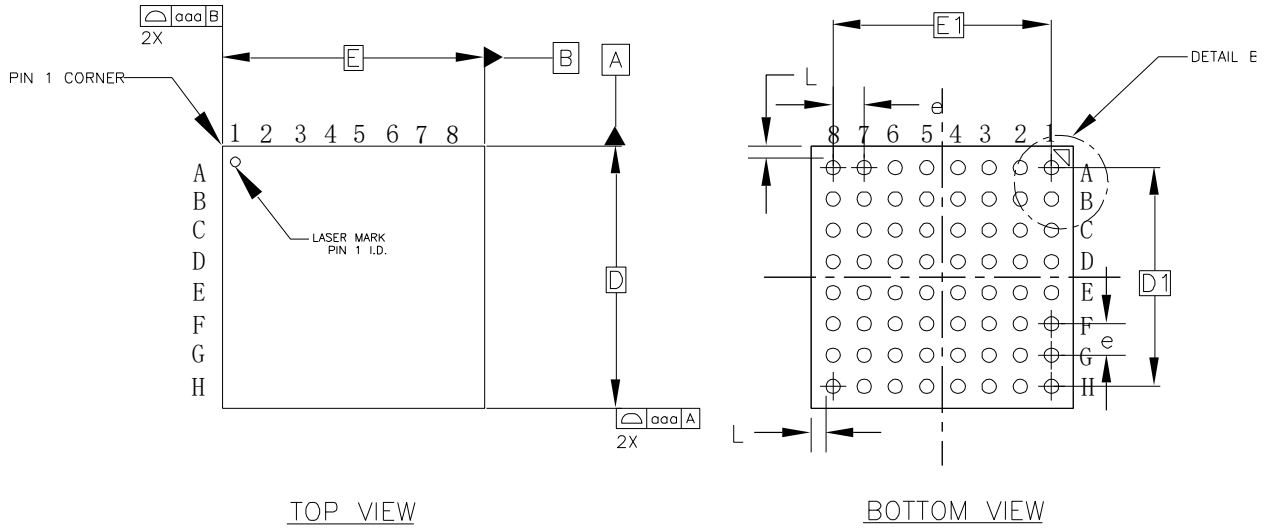 aaa B
2X
E
B
A
PIN 1 CORNER
1 2 3 4 5 6 7 8
A
B
C
D
E
F
G
H
LASER MARK
PIN 1 I.D.
D
aaa A
2X
TOP VIEW
E1
DETAIL E
L
e
8 7 6 5 4 3 2 1
A
B
C
D
E
F
G
H
D1
e
L
BOTTOM VIEW